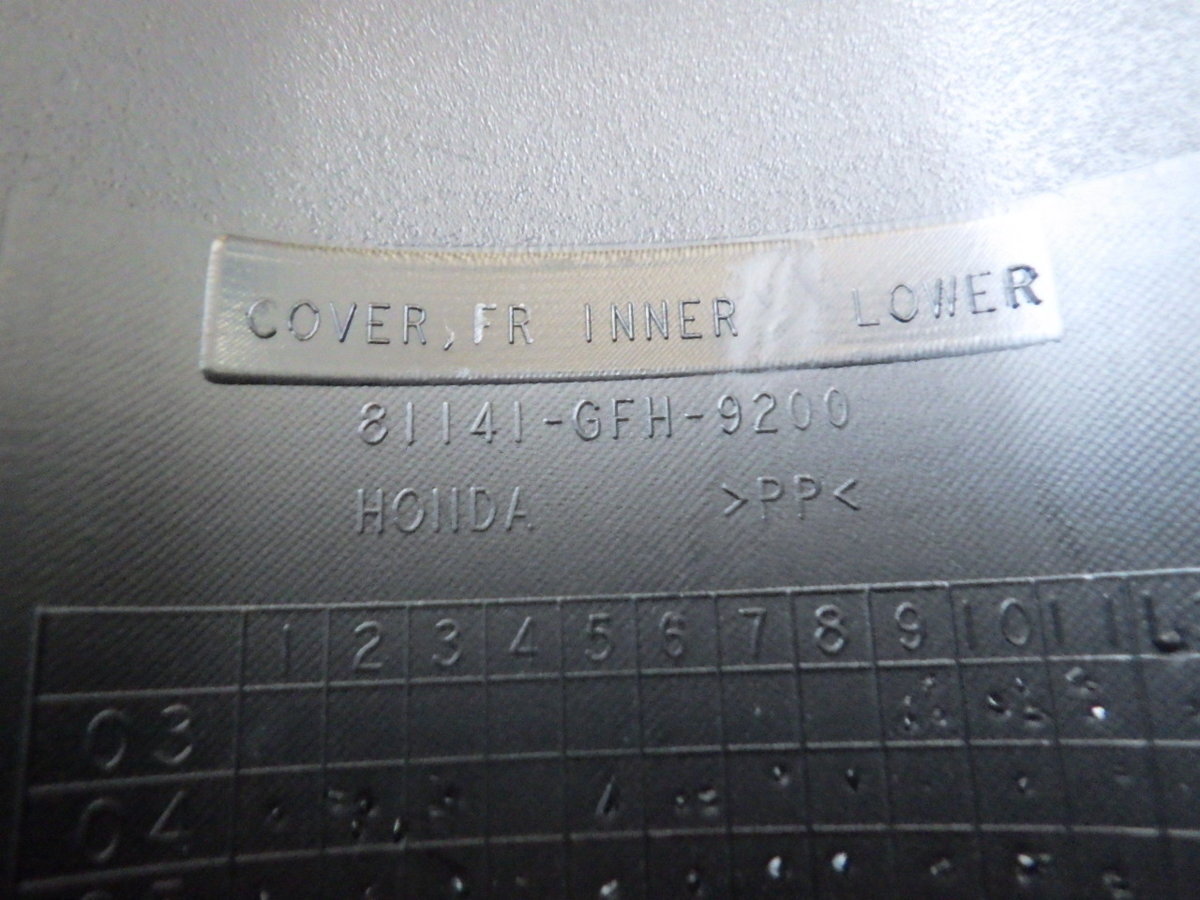 COVER,FR INNER LOWER
81141-GFH-9200
HONDA >PP<
1 2 3 4 5 6 7 8 9 10 11
03
04